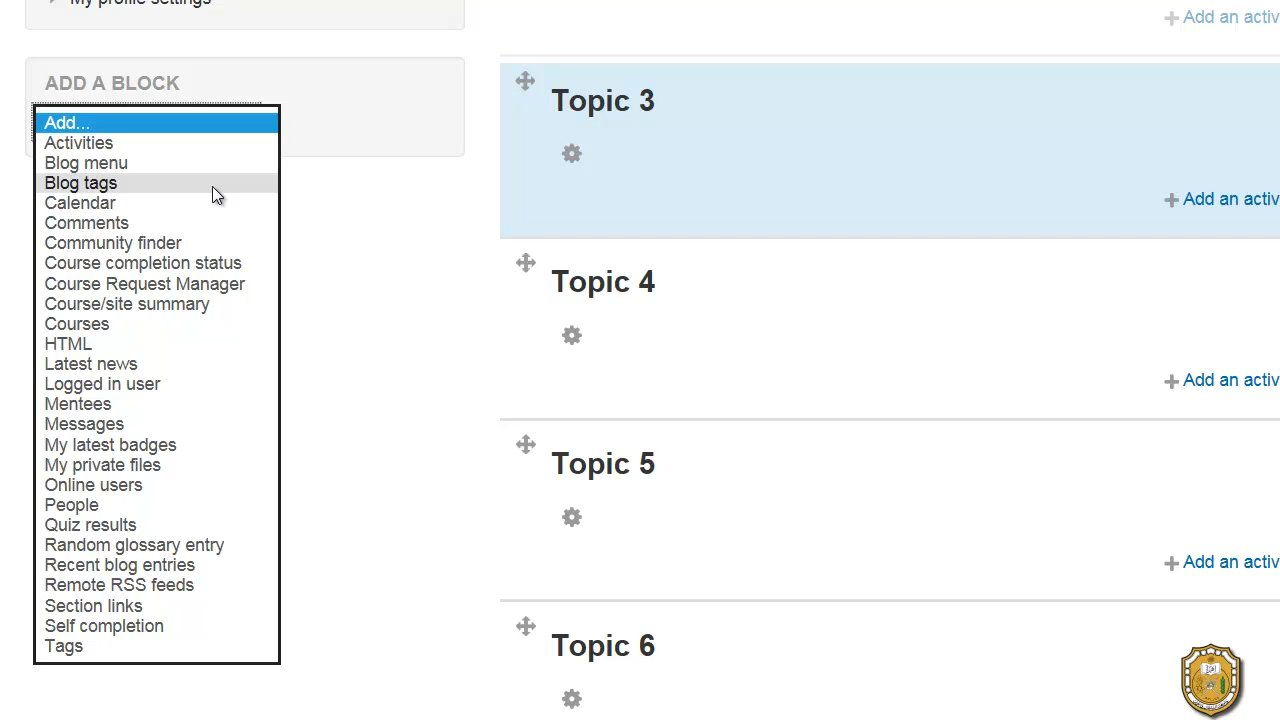 My profile settings
ADD A BLOCK
Add...
Activities
Blog menu
Blog tags
Calendar
Comments
Community finder
Course completion status
Course Request Manager
Course/site summary
Courses
HTML
Latest news
Logged in user
Mentees
Messages
My latest badges
My private files
Online users
People
Quiz results
Random glossary entry
Recent blog entries
Remote RSS feeds
Section links
Self completion
Tags
Add an activ
Topic 3
Add an activ
Topic 4
Add an activ
Topic 5
Add an activ
Topic 6